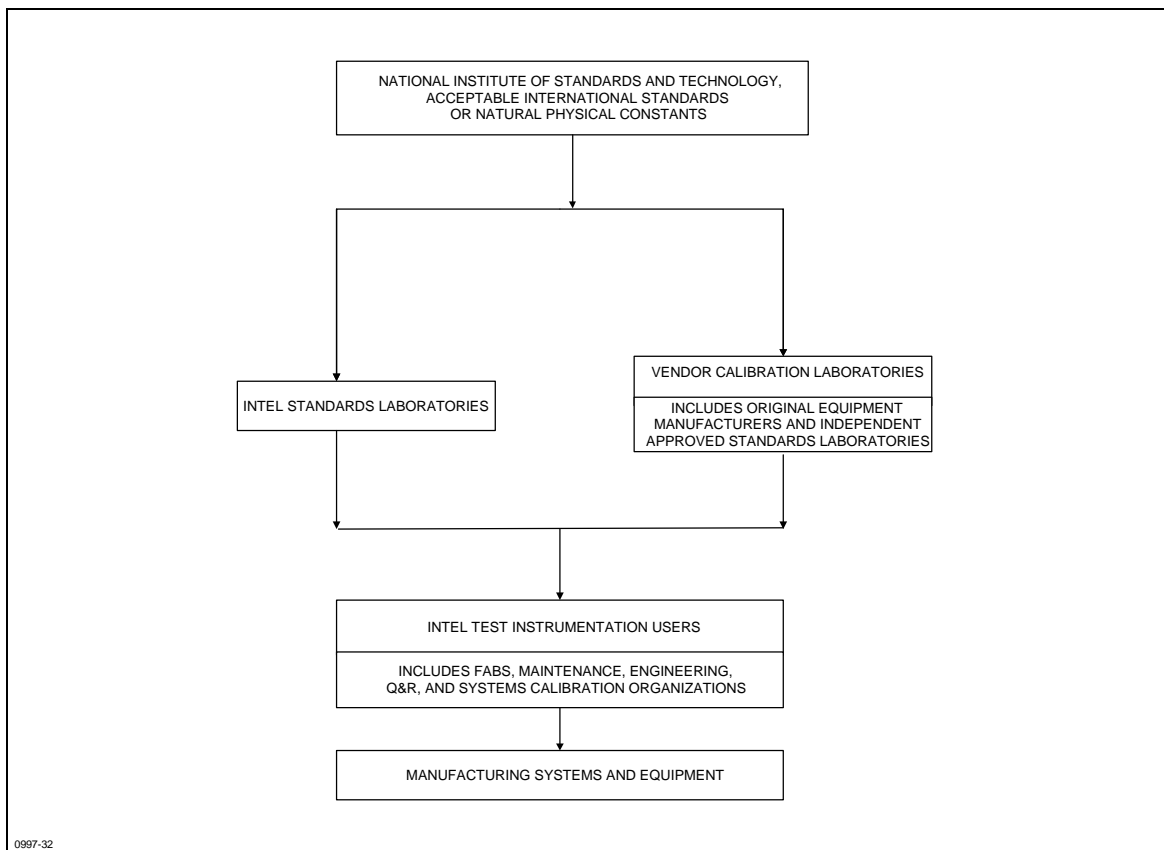 NATIONAL INSTITUTE OF STANDARDS AND TECHNOLOGY,
ACCEPTABLE INTERNATIONAL STANDARDS
OR NATURAL PHYSICAL CONSTANTS
INTEL STANDARDS LABORATORIES
VENDOR CALIBRATION LABORATORIES
INCLUDES ORIGINAL EQUIPMENT
MANUFACTURERS AND INDEPENDENT
APPROVED STANDARDS LABORATORIES
INTEL TEST INSTRUMENTATION USERS
INCLUDES FABS, MAINTENANCE, ENGINEERING,
Q&R, AND SYSTEMS CALIBRATION ORGANIZATIONS
MANUFACTURING SYSTEMS AND EQUIPMENT
0997-32